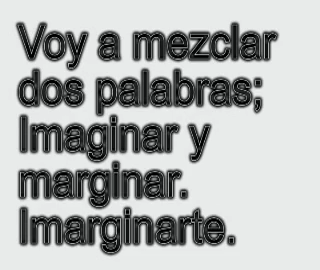 Voy a mezclar
dos palabras;
Imaginar y
marginar.
Imarginarte.